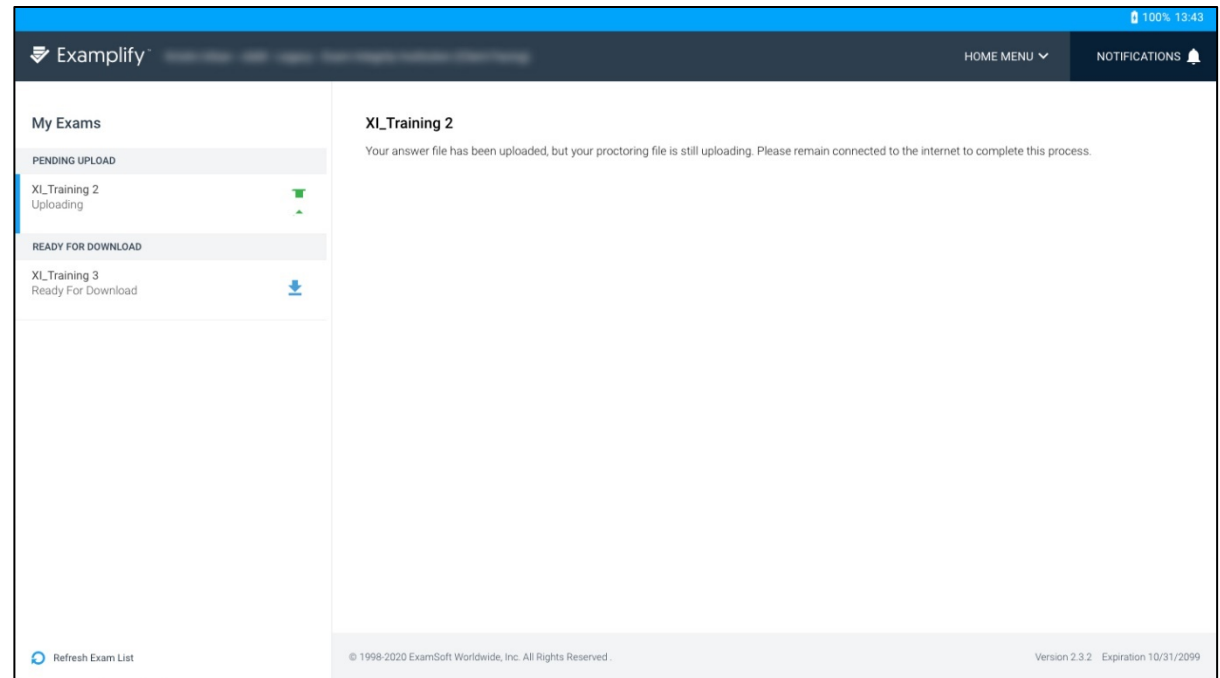 100% 13:43
Examplify
HOME MENU
NOTIFICATIONS
My Exams
PENDING UPLOAD
XI_Training 2
Uploading
READY FOR DOWNLOAD
XI_Training 3
Ready For Download
Refresh Exam List
XI_Training 2
Your answer file has been uploaded, but your proctoring file is still uploading. Please remain connected to the internet to complete this process.
© 1998-2020 ExamSoft Worldwide, Inc. All Rights Reserved .
Version 2.3.2 Expiration 10/31/2099